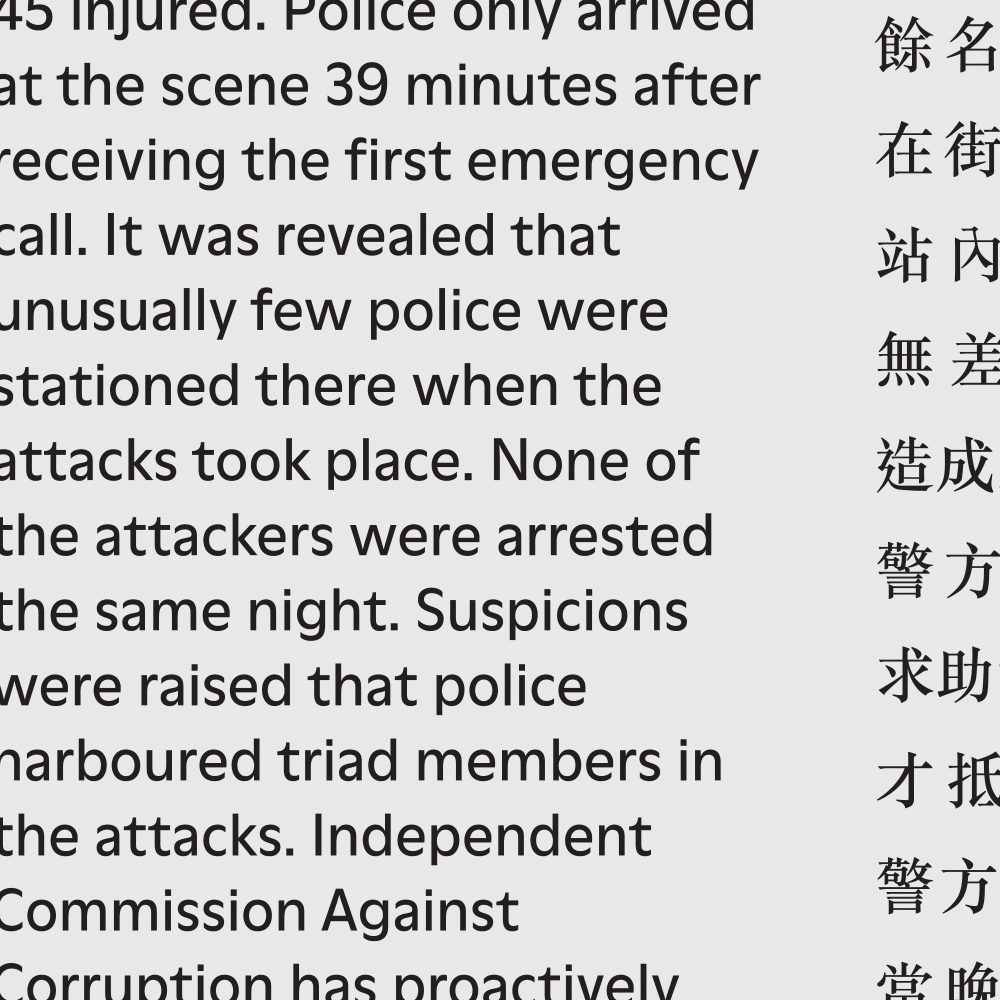 45 injured. Police only arrived
at the scene 39 minutes after
receiving the first emergency
call. It was revealed that
unusually few police were
stationed there when the
attacks took place. None of
the attackers were arrested
the same night. Suspicions
were raised that police
harboured triad members in
the attacks. Independent
Commission Against
Corruption has proactively
餘名
在街
站內
無差
造成
警方
求助
才抵
警方
當晚